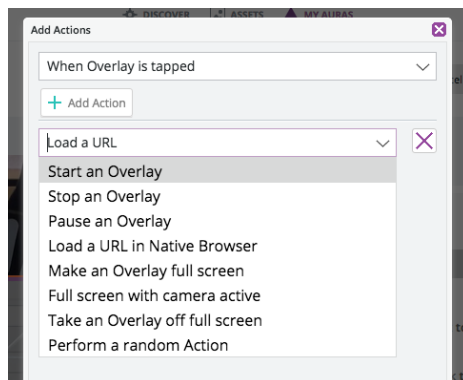 DISCOVER ASSETS MY AURAS
Add Actions
When Overlay is tapped
Add Action
Load a URL
Start an Overlay
Stop an Overlay
Pause an Overlay
Load a URL in Native Browser
Make an Overlay full screen
Full screen with camera active
Take an Overlay off full screen
Perform a random Action